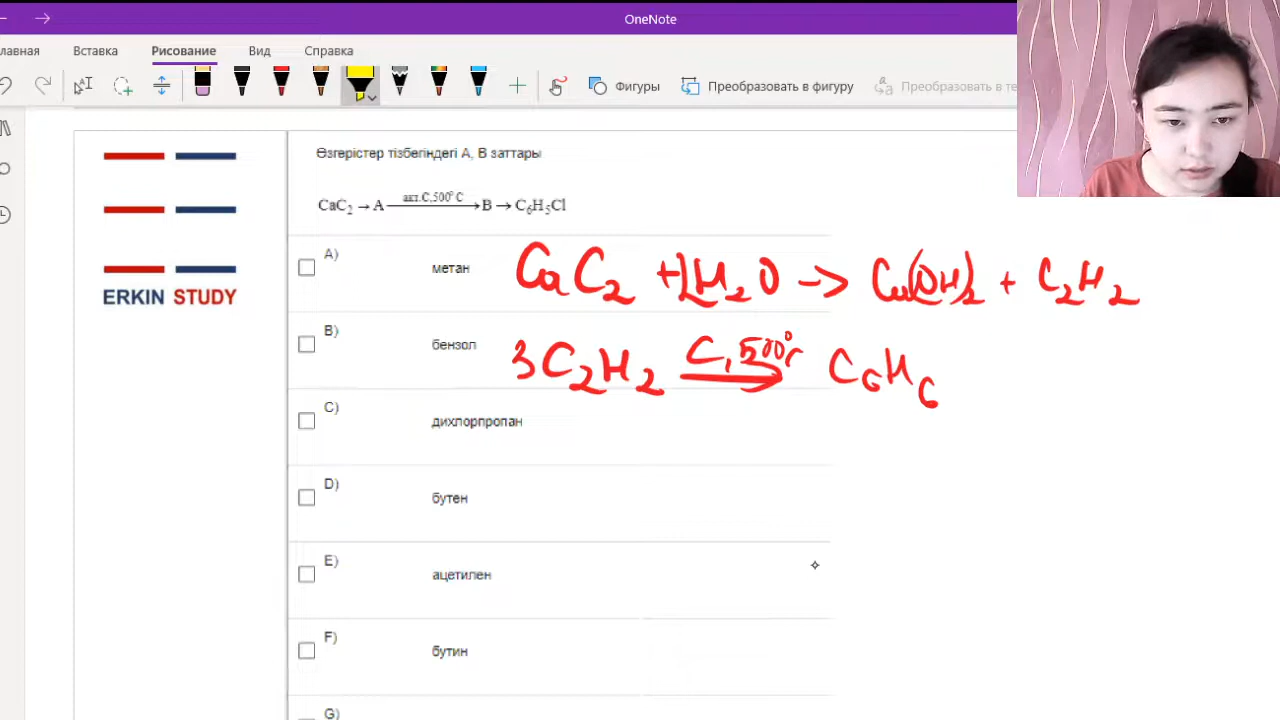 OneNote
лавная Вставка Рисование Вид Справка
Фигуры Преобразовать в фигуру Преобразовать в те
Өзгерістер тізбегіндегі А, В заттары
CaC₂ → A акт.C,500⁰ C → B → C₆H₅Cl
A) метан
CaC₂ + 2H₂O → Ca(OH)₂ + C₂H₂
B) бензол
3C₂H₂ C, 500°C → C₆H₆
C) дихлорпропан
D) бутен
E) ацетилен
F) бутин
G)
ERKIN STUDY